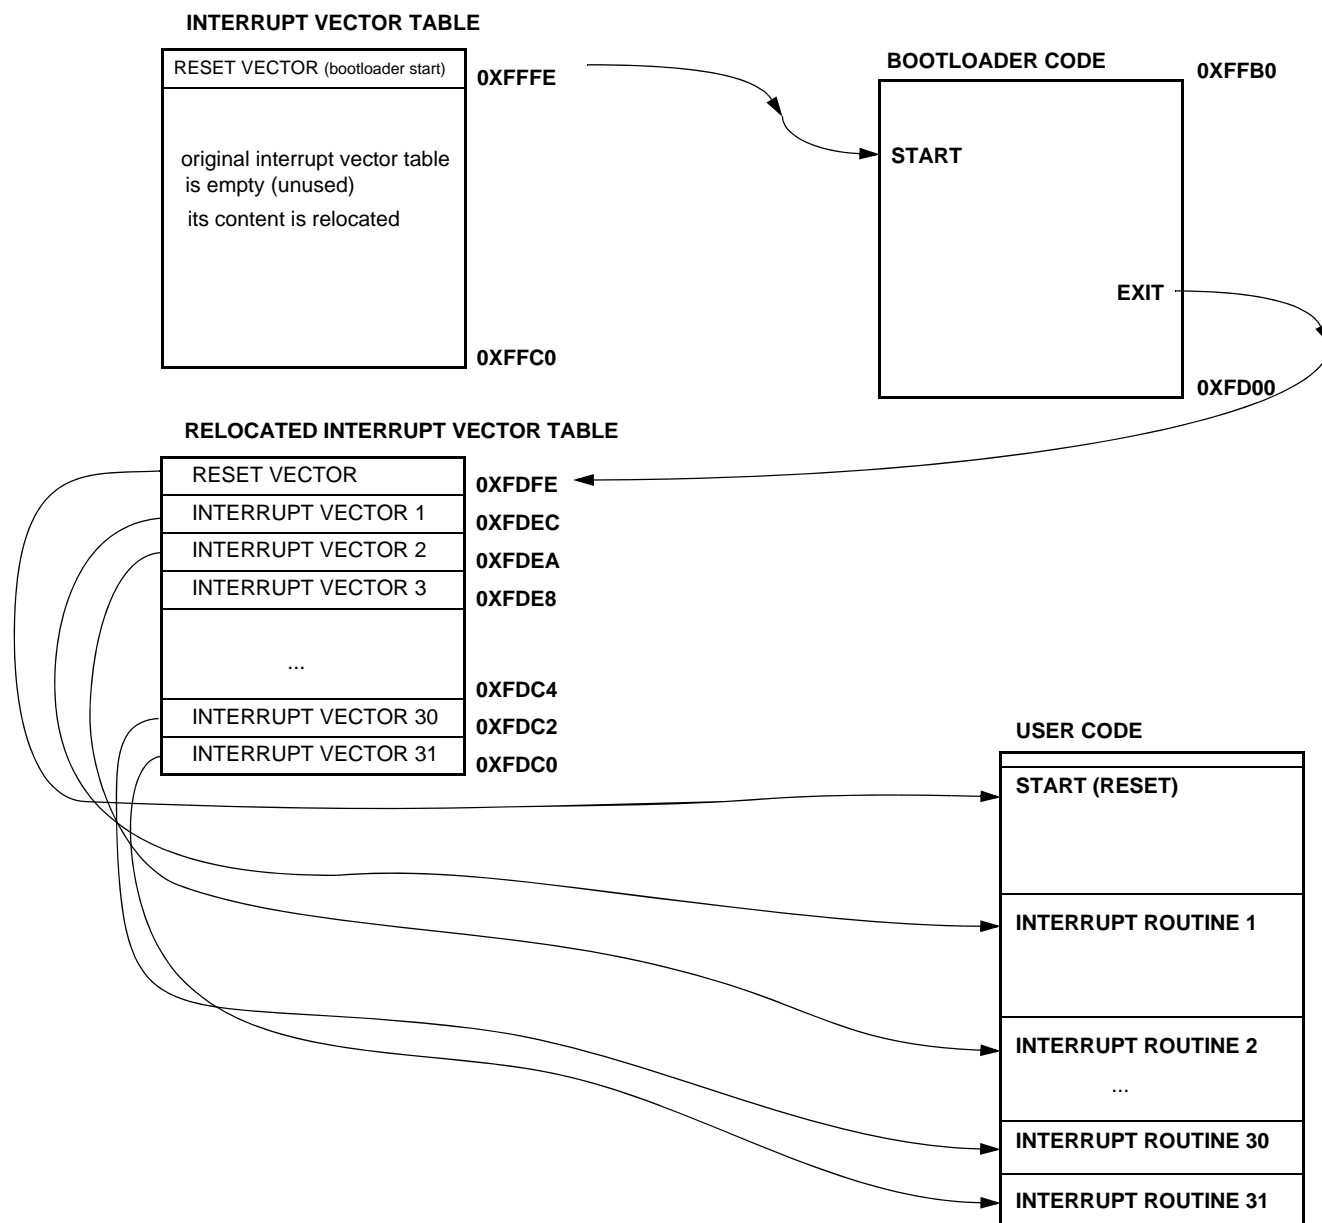 INTERRUPT VECTOR TABLE
RESET VECTOR (bootloader start)
0XFFFE
original interrupt vector table
is empty (unused)
its content is relocated
0XFFC0
BOOTLOADER CODE
0XFFB0
START
EXIT
0XFD00
RELOCATED INTERRUPT VECTOR TABLE
RESET VECTOR
0XFDFE
INTERRUPT VECTOR 1
0XFDEC
INTERRUPT VECTOR 2
0XFDEA
INTERRUPT VECTOR 3
0XFDE8
...
0XFDC4
INTERRUPT VECTOR 30
0XFDC2
INTERRUPT VECTOR 31
0XFDC0
USER CODE
START (RESET)
INTERRUPT ROUTINE 1
INTERRUPT ROUTINE 2
...
INTERRUPT ROUTINE 30
INTERRUPT ROUTINE 31